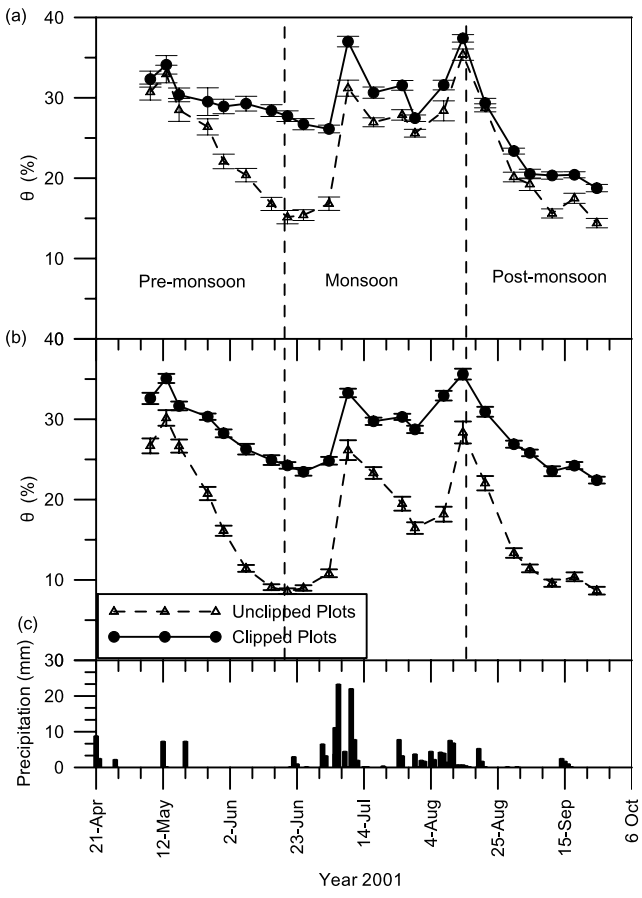 (a)
40
30
θ (%)
20
10
Pre-monsoon
Monsoon
Post-monsoon
0
(b)
40
30
θ (%)
20
10
Unclipped Plots
Clipped Plots
(c)
0
30
Precipitation (mm)
20
10
0
21-Apr
12-May
2-Jun
23-Jun
14-Jul
4-Aug
25-Aug
15-Sep
6 Oct
Year 2001